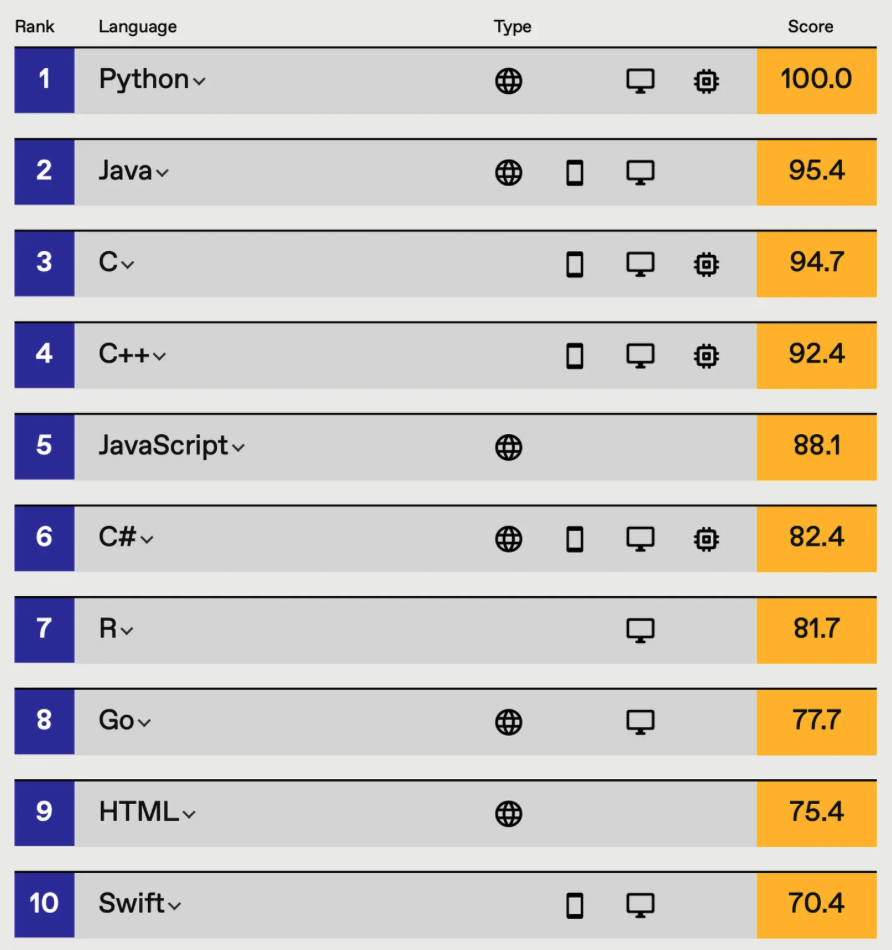 Rank Language Type Score
1 Python 100.0
2 Java 95.4
3 C 94.7
4 C++ 92.4
5 JavaScript 88.1
6 C# 82.4
7 R 81.7
8 Go 77.7
9 HTML 75.4
10 Swift 70.4